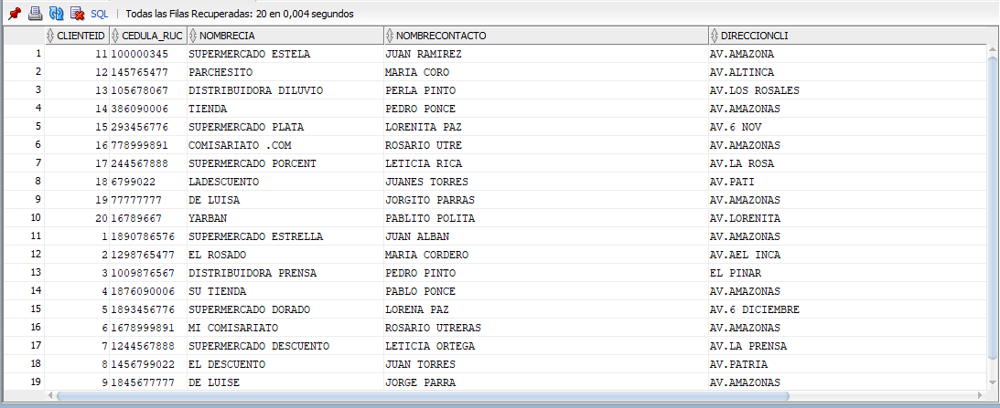 SQL | Todas las Filas Recuperadas: 20 en 0,004 segundos
CLIENTEID CEDULA_RUC NOMBRECIA NOMBRECONTACTO DIRECCIONCLI
1 11 100000345 SUPERMERCADO ESTELA JUAN RAMIREZ AV.AMAZONA
2 12 145765477 PARCHESITO MARIA CORO AV.ALTINCA
3 13 105678067 DISTRIBUIDORA DILUVIO PERLA PINTO AV.LOS ROSALES
4 14 386090006 TIENDA PEDRO PONCE AV.AMAZONAS
5 15 293456776 SUPERMERCADO PLATA LORENITA PAZ AV.6 NOV
6 16 778999891 COMISARIATO .COM ROSARIO UTRE AV.AMAZONAS
7 17 244567888 SUPERMERCADO PORCENT LETICIA RICA AV.LA ROSA
8 18 6799022 LADESCUENTO JUANES TORRES AV.PATI
9 19 77777777 DE LUISA JORGITO PARRAS AV.AMAZONAS
10 20 16789667 YARBAN PABLITO POLITA AV.LORENITA
11 1 1890786576 SUPERMERCADO ESTRELLA JUAN ALBAN AV.AMAZONAS
12 2 1298765477 EL ROSADO MARIA CORDERO AV.AEL INCA
13 3 1009876567 DISTRIBUIDORA PRENSA PEDRO PINTO EL PINAR
14 4 1876090006 SU TIENDA PABLO PONCE AV.AMAZONAS
15 5 1893456776 SUPERMERCADO DORADO LORENA PAZ AV.6 DICIEMBRE
16 6 1678999891 MI COMISARIATO ROSARIO UTRERAS AV.AMAZONAS
17 7 1244567888 SUPERMERCADO DESCUENTO LETICIA ORTEGA AV.LA PRENSA
18 8 1456799022 EL DESCUENTO JUAN TORRES AV.PATRIA
19 9 1845677777 DE LUISE JORGE PARRA AV.AMAZONAS